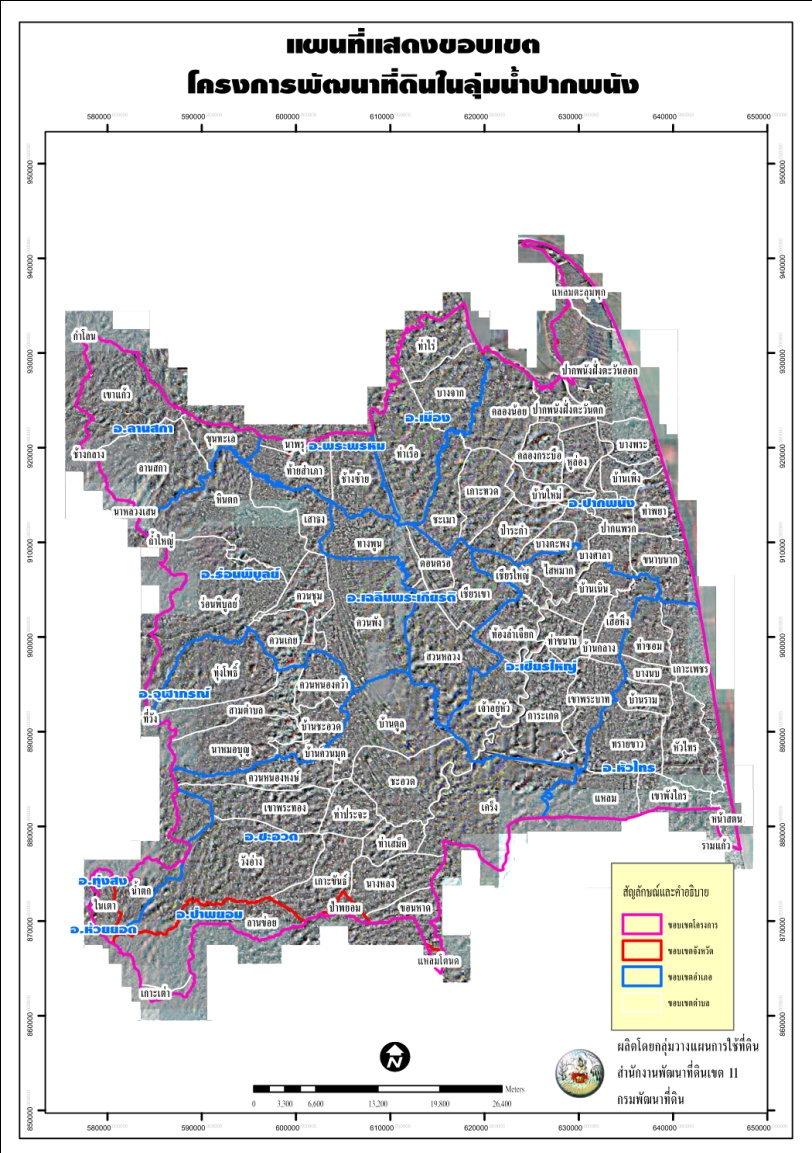 แผนที่แสดงขอบเขต
โครงการพัฒนาที่ดินในลุ่มน้ำปากพนัง
580000 590000 600000 610000 620000 630000 640000 650000
950000 950000
940000 940000
แหลมตะลุมพุก
กำโลน
ท่าไร่
930000 930000
ปากพนังฝั่งตะวันออก
เขาแก้ว
บางจาก
คลองน้อย ปากพนังฝั่งตะวันตก
อ.เมือง
อ.ลานสกา
ขุนทะเล นาพรุ อ.พระพรหม
บางพระ
920000 920000
ช้างกลาง ท่าเรือ คลองกระบือ
ลานสกา ท้ายสำเภา ช้างซ้าย หูล่อง
บ้านเพิง
เกาะทวด บ้านใหม่
หินตก
อ.ปากพนัง
นาหลวงเสน ท่าพยา
เสาธง ชะเมา
ป่าระกำ ปากแพรก
910000 910000
ถ้ำใหญ่ ทางพูน บางตะพง
บางศาลา ขนาบนาก
ดอนตรอ
ไสหมาก
อ.ร่อนพิบูลย์ เชียรใหญ่
บ้านเนิน
อ.เฉลิมพระเกียรติ เชียรเขา
ร่อนพิบูลย์ ควนชุม
ควนพัง เสือหึง
900000 900000
ควนเกย ท้องลำเจียก ท่าขนาน บ้านกลาง ท่าซอม
สวนหลวง
อ.เชียรใหญ่ เกาะเพชร
ทุ่งโพธิ์ บางนบ
ควนหนองคว้า
อ.จุฬาภรณ์ เขาพระบาท บ้านราม
สามตำบล เจ้าอยู่หัว การะเกด
ที่วัง
บ้านชะอวด บ้านตูล
890000 890000
นาหมอบุญ บ้านควนมุด ทรายขาว หัวไทร
ควนหนองหงษ์ ชะอวด อ.หัวไทร
เขาพระทอง เคร็ง แหลม เขาพังไกร
ท่าประจะ
หน้าสตน
880000 880000
อ.ชะอวด ท่าเสม็ด รามแก้ว
วังอ่าง
อ.ทุ่งสง เกาะขันธ์ นางหลง
น้ำตก
ในเตา ป่าพยอม ขอนหาด
อ.ป่าพยอม
ลานข่อย
870000 870000
อ.ห้วยยอด
แหลมโตนด
เกาะเต่า
สัญลักษณ์และคำอธิบาย
ขอบเขตโครงการ
ขอบเขตจังหวัด
ขอบเขตอำเภอ
ขอบเขตตำบล
860000 860000
N
ผลิตโดยกลุ่มวางแผนการใช้ที่ดิน
สำนักงานพัฒนาที่ดินเขต 11
กรมพัฒนาที่ดิน
Meters
0 3,300 6,600 13,200 19,800 26,400
850000 850000
580000 590000 600000 610000 620000 630000 640000 650000